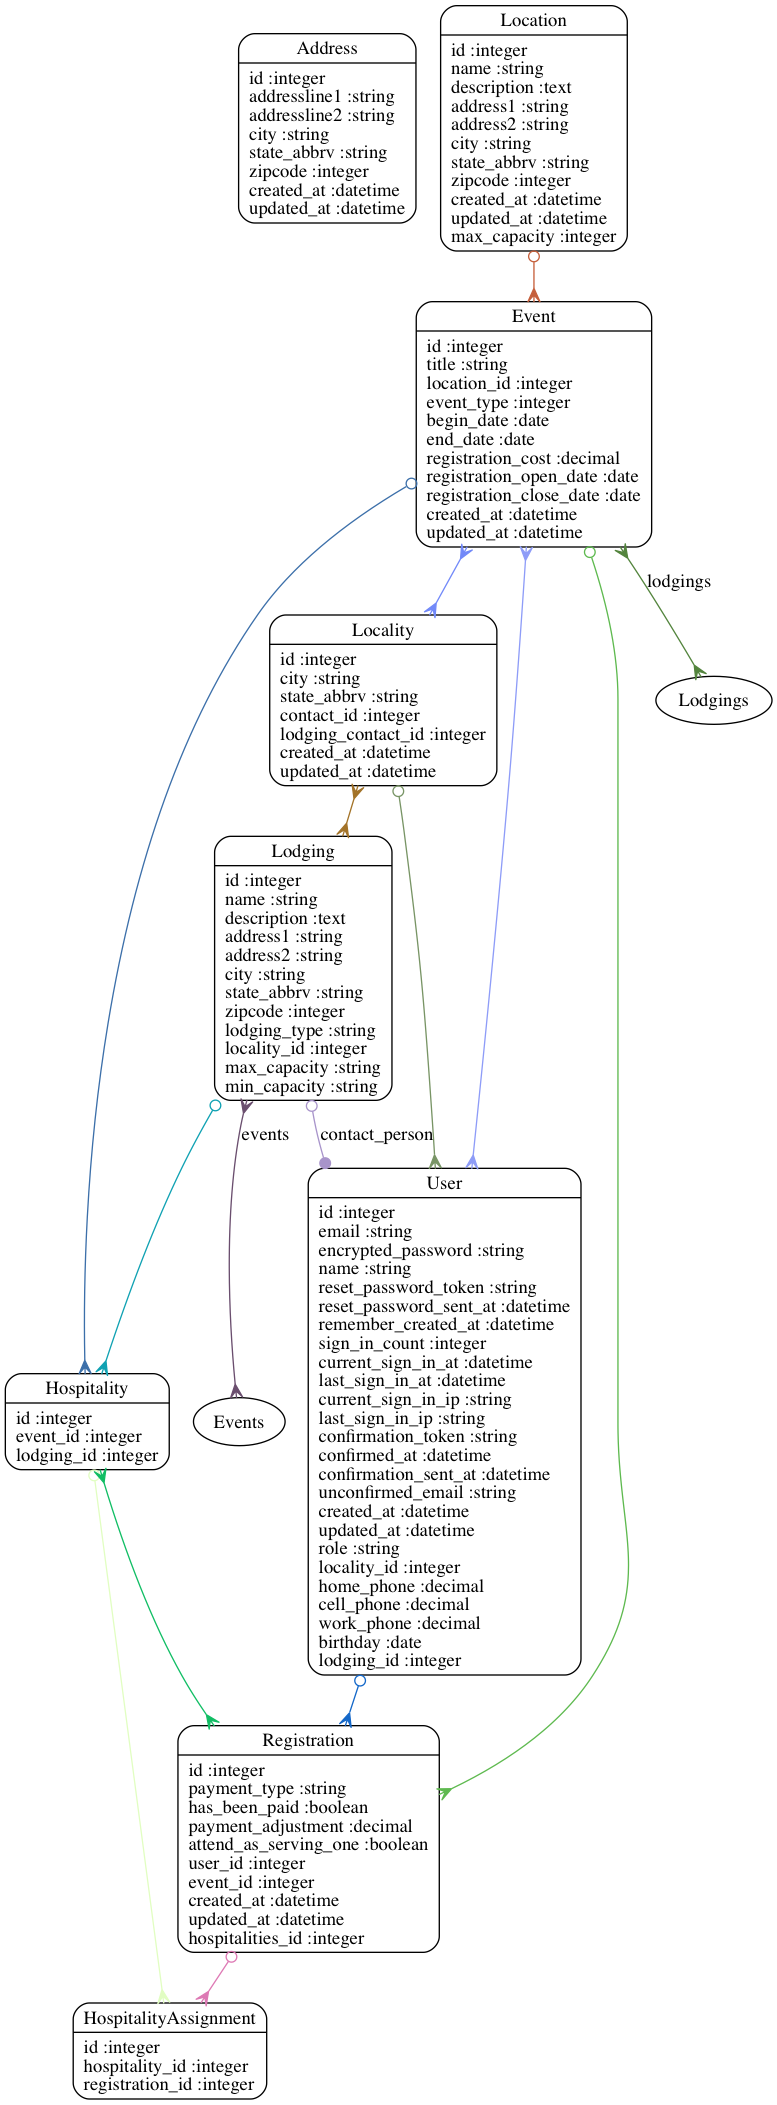 Address
id :integer
addressline1 :string
addressline2 :string
city :string
state_abbrv :string
zipcode :integer
created_at :datetime
updated_at :datetime
Location
id :integer
name :string
description :text
address1 :string
address2 :string
city :string
state_abbrv :string
zipcode :integer
created_at :datetime
updated_at :datetime
max_capacity :integer
Event
id :integer
title :string
location_id :integer
event_type :integer
begin_date :date
end_date :date
registration_cost :decimal
registration_open_date :date
registration_close_date :date
created_at :datetime
updated_at :datetime
lodgings
Locality
id :integer
city :string
state_abbrv :string
contact_id :integer
lodging_contact_id :integer
created_at :datetime
updated_at :datetime
Lodgings
Lodging
id :integer
name :string
description :text
address1 :string
address2 :string
city :string
state_abbrv :string
zipcode :integer
lodging_type :string
locality_id :integer
max_capacity :string
min_capacity :string
events
contact_person
User
id :integer
email :string
encrypted_password :string
name :string
reset_password_token :string
reset_password_sent_at :datetime
remember_created_at :datetime
sign_in_count :integer
current_sign_in_at :datetime
last_sign_in_at :datetime
current_sign_in_ip :string
last_sign_in_ip :string
confirmation_token :string
confirmed_at :datetime
confirmation_sent_at :datetime
unconfirmed_email :string
created_at :datetime
updated_at :datetime
role :string
locality_id :integer
home_phone :decimal
cell_phone :decimal
work_phone :decimal
birthday :date
lodging_id :integer
Hospitality
id :integer
event_id :integer
lodging_id :integer
Events
Registration
id :integer
payment_type :string
has_been_paid :boolean
payment_adjustment :decimal
attend_as_serving_one :boolean
user_id :integer
event_id :integer
created_at :datetime
updated_at :datetime
hospitalities_id :integer
HospitalityAssignment
id :integer
hospitality_id :integer
registration_id :integer